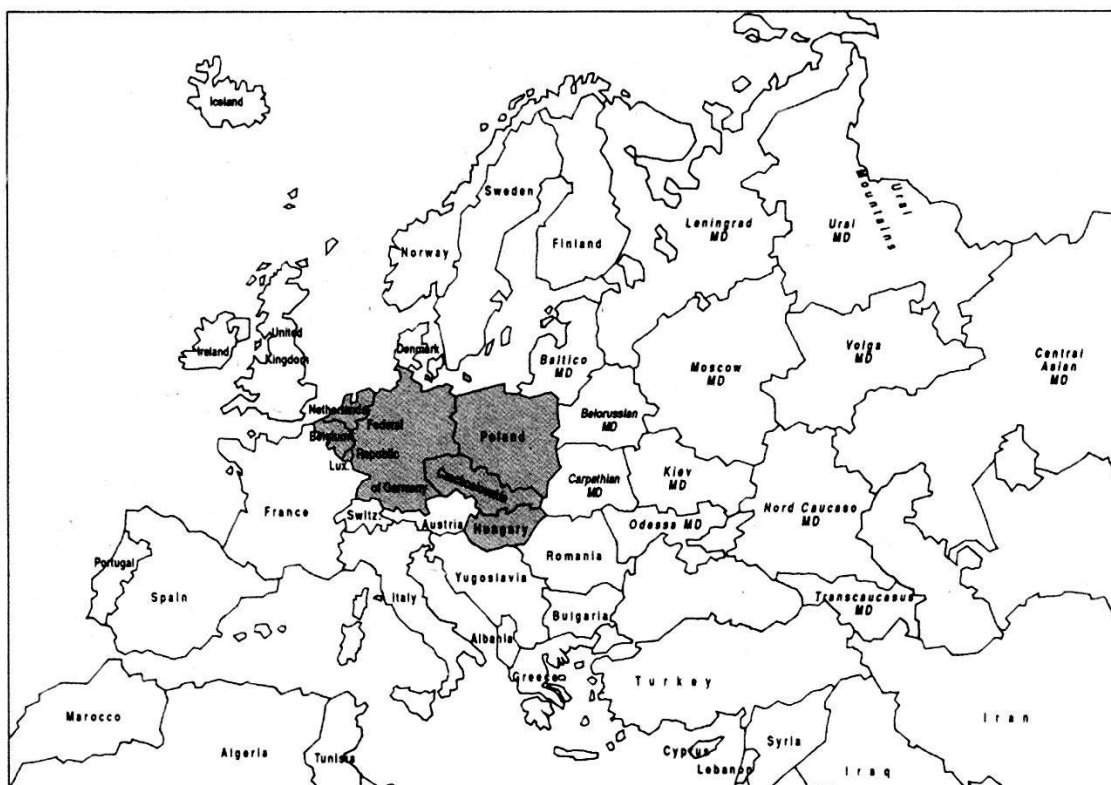 Iceland
Sweden
Norway
Finland
Leningrad
MD
Ural
MD
Ural
Mountains
United
Kingdom
Ireland
Denmark
Baltico
MD
Moscow
MD
Volga
MD
Central
Asian
MD
Netherlands
Federal
Republic
of Germany
Belgium
Lux.
Poland
Belorussian
MD
Czechoslovakia
Carpathian
MD
Kiev
MD
France
Switz.
Austria
Hungary
Odessa MD
Nord Caucaso
MD
Romania
Portugal
Spain
Italy
Yugoslavia
Bulgaria
Transcaucasus
MD
Albania
Greece
Turkey
Marocco
Algeria
Tunisia
Cyprus
Lebanon
Syria
Iraq
Iran